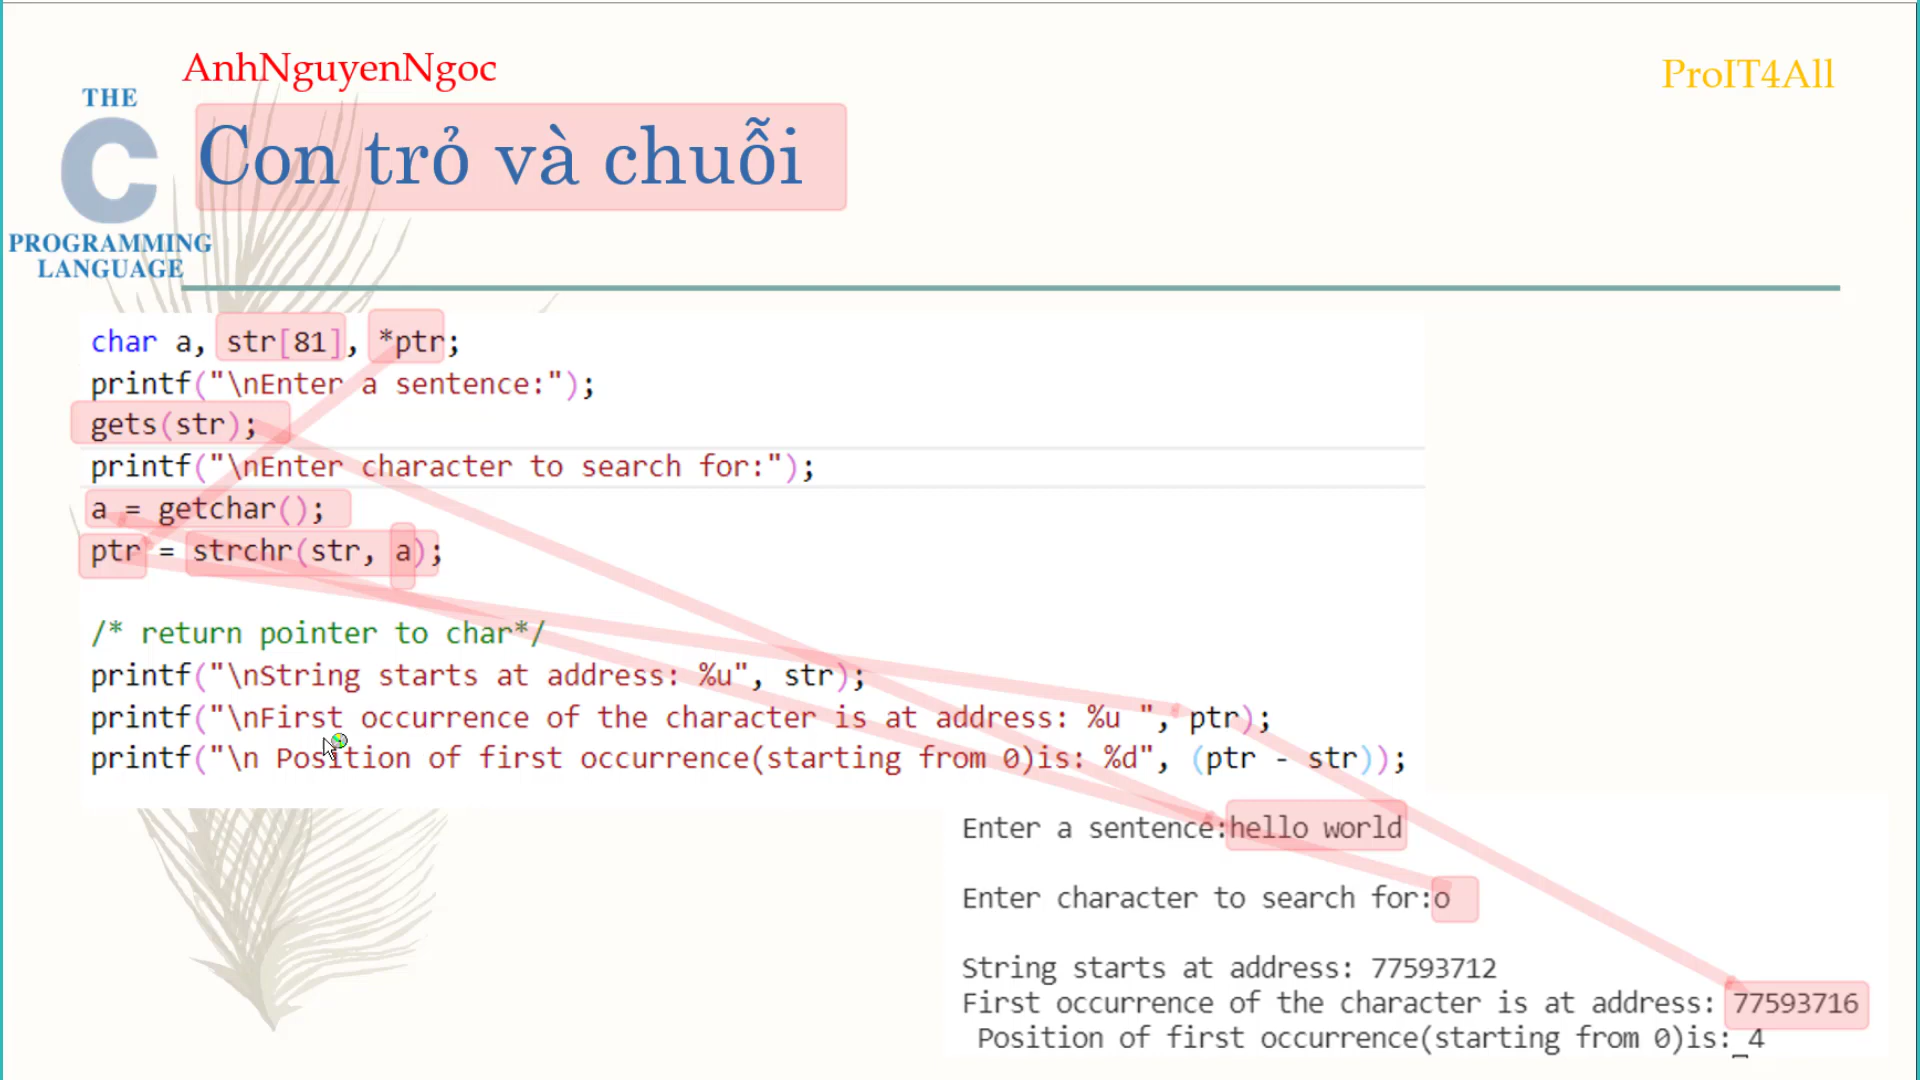 AnhNguyenNgoc
ProIT4All
THE
C
PROGRAMMING
LANGUAGE
Con trỏ và chuỗi
char a, str[81], *ptr;
printf("\nEnter a sentence:");
gets(str);
printf("\nEnter character to search for:");
a = getchar();
ptr = strchr(str, a);
/* return pointer to char*/
printf("\nString starts at address: %u", str);
printf("\nFirst occurrence of the character is at address: %u ", ptr);
printf("\n Position of first occurrence(starting from 0)is: %d", (ptr - str));
Enter a sentence:hello world
Enter character to search for:o
String starts at address: 77593712
First occurrence of the character is at address: 77593716
Position of first occurrence(starting from 0)is: 4